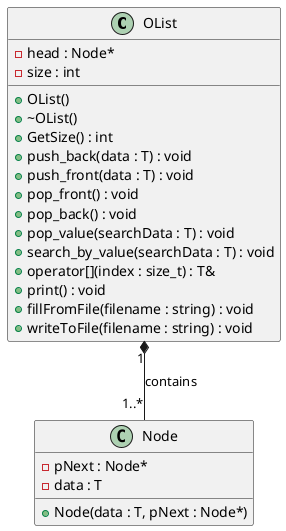 C OList
head : Node*
size : int
OList()
~OList()
GetSize() : int
push_back(data : T) : void
push_front(data : T) : void
pop_front() : void
pop_back() : void
pop_value(searchData : T) : void
search_by_value(searchData : T) : void
operator[](index : size_t) : T&
print() : void
fillFromFile(filename : string) : void
writeToFile(filename : string) : void
1
contains
1..*
C Node
pNext : Node*
data : T
Node(data : T, pNext : Node*)